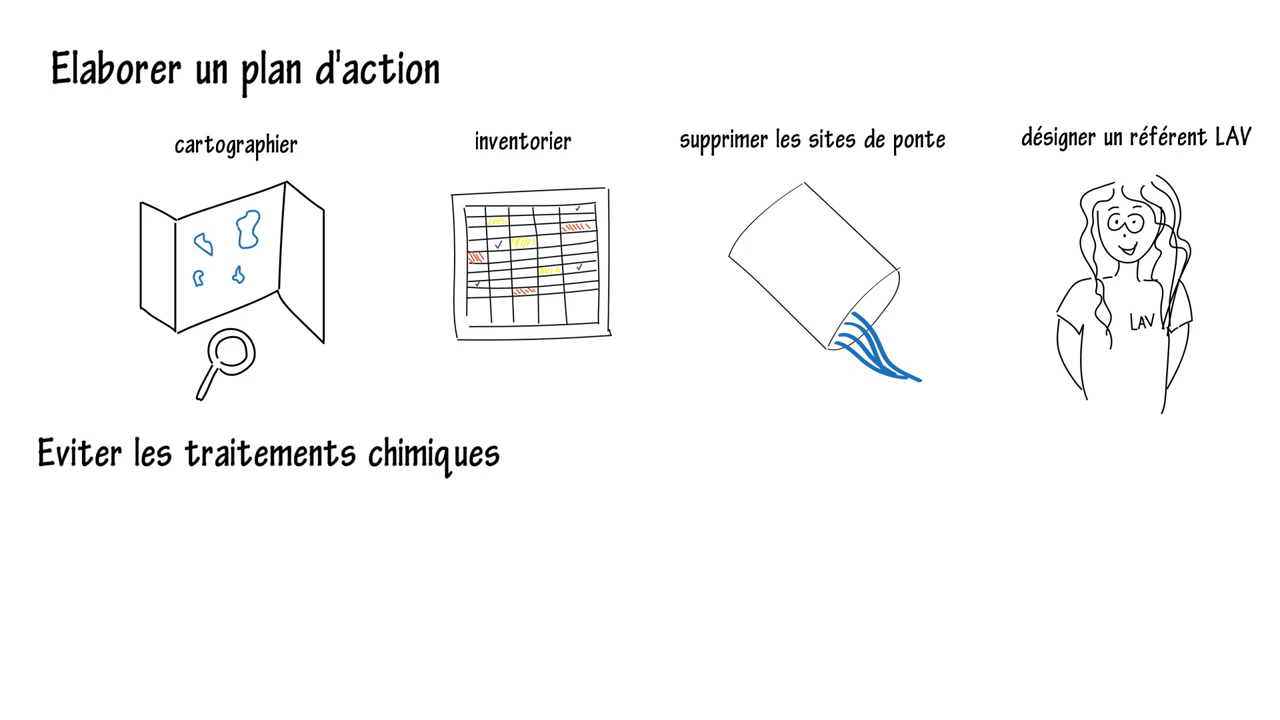 Elaborer un plan d'action
cartographier
inventorier
supprimer les sites de ponte
désigner un référent LAV
LAV
Eviter les traitements chimiques